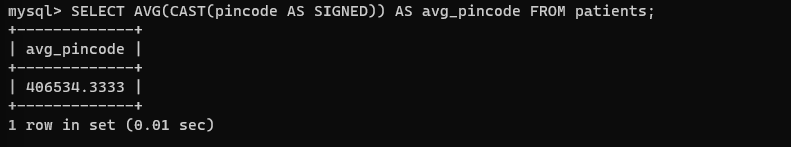 mysql> SELECT AVG(CAST(pincode AS SIGNED)) AS avg_pincode FROM patients;
+-------------+
| avg_pincode |
+-------------+
| 406534.3333 |
+-------------+
1 row in set (0.01 sec)